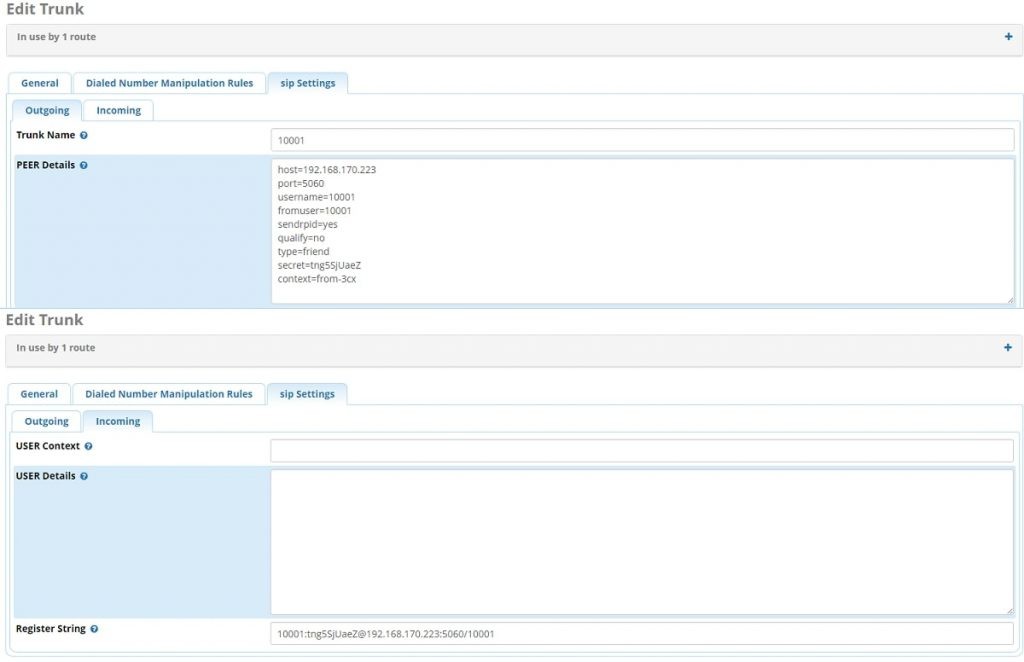 Edit Trunk
In use by 1 route
General Dialed Number Manipulation Rules sip Settings
Outgoing Incoming
Trunk Name
10001
PEER Details
host=192.168.170.223
port=5060
username=10001
fromuser=10001
sendrpid=yes
qualify=no
type=friend
secret=tng5SjUaeZ
context=from-3cx
Edit Trunk
In use by 1 route
General Dialed Number Manipulation Rules sip Settings
Outgoing Incoming
USER Context
USER Details
Register String
10001:tng5SjUaeZ@192.168.170.223:5060/10001